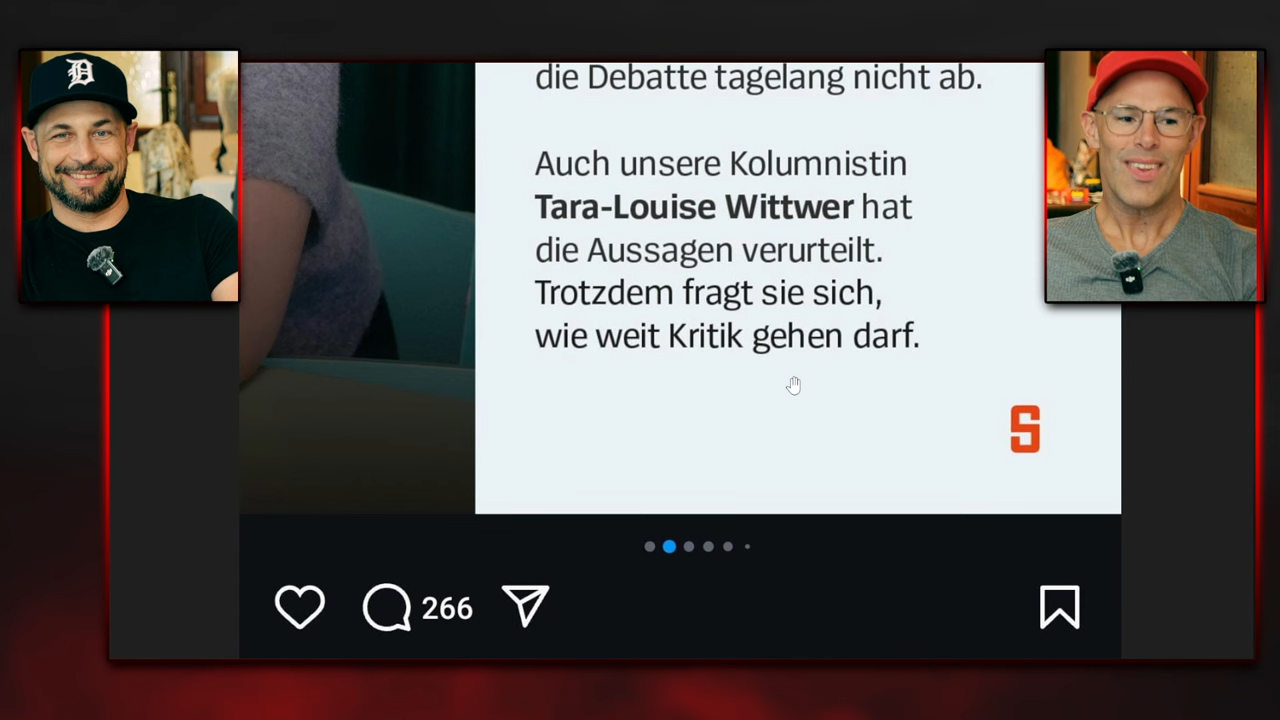 die Debatte tagelang nicht ab.
Auch unsere Kolumnistin
Tara-Louise Wittwer hat
die Aussagen verurteilt.
Trotzdem fragt sie sich,
wie weit Kritik gehen darf.
S
266
D